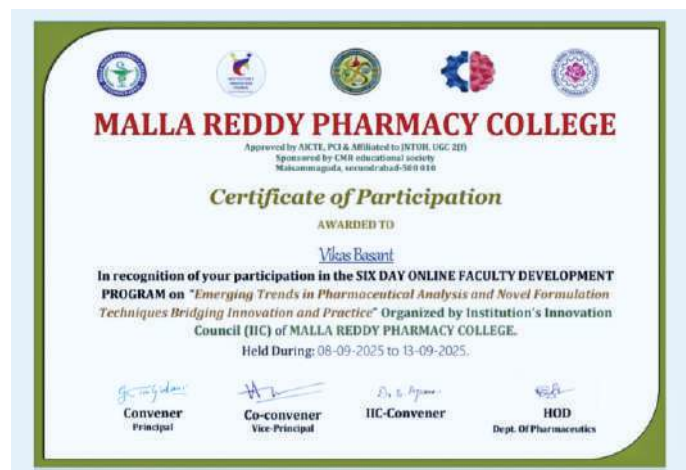 MALLA REDDY PHARMACY COLLEGE
Approved by AICTE, PCI & Affiliated to JNTUH, UGC 2(f)
Sponsored by CMR educational society
Maisammaguda, secundrabad-500 010
Certificate of Participation
AWARDED TO
Vikas Basant
In recognition of your participation in the SIX DAY ONLINE FACULTY DEVELOPMENT
PROGRAM on "Emerging Trends in Pharmaceutical Analysis and Novel Formulation
Techniques Bridging Innovation and Practice" Organized by Institution's Innovation
Council (IIC) of MALLA REDDY PHARMACY COLLEGE.
Held During: 08-09-2025 to 13-09-2025.
Convener
Principal
Co-convener
Vice-Principal
IIC-Convener
HOD
Dept. Of Pharmaceutics